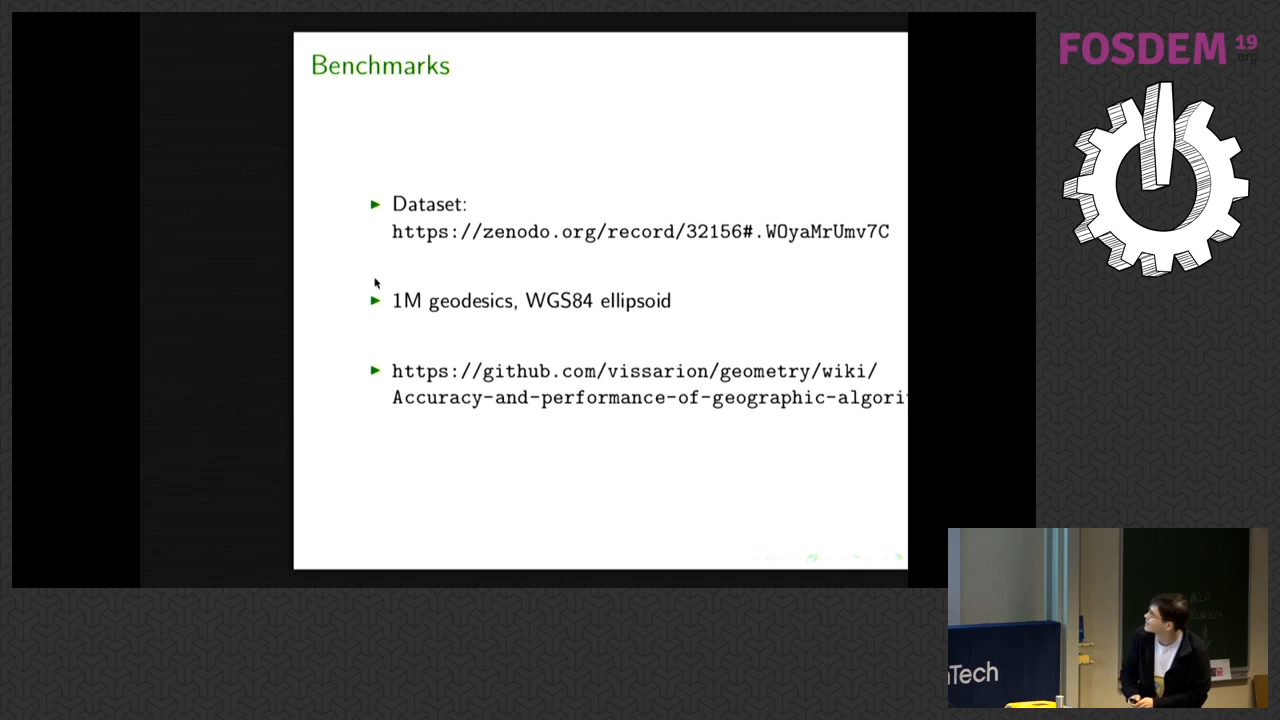 Benchmarks
Dataset:
https://zenodo.org/record/32156#.WOyaMrUmv7C
1M geodesics, WGS84 ellipsoid
https://github.com/vissarion/geometry/wiki/
Accuracy-and-performance-of-geographic-algori
FOSDEM 19
.org
nTech